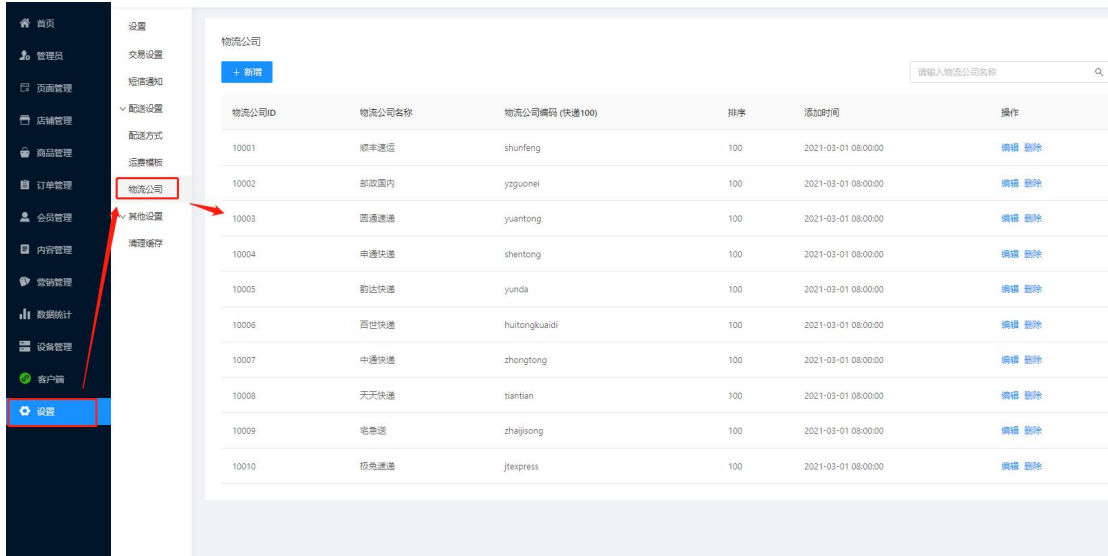 首页
管理员
页面管理
店铺管理
商品管理
订单管理
会员管理
内容管理
营销管理
数据统计
设备管理
客户端
设置
设置
交易设置
短信通知
配送设置
配送方式
运费模板
物流公司
其他设置
清理缓存
物流公司
+ 新增
请输入物流公司名称
物流公司ID 物流公司名称 物流公司编码 (快递100) 排序 添加时间 操作
10001 顺丰速运 shunfeng 100 2021-03-01 08:00:00 编辑 删除
10002 邮政国内 yzguonei 100 2021-03-01 08:00:00 编辑 删除
10003 圆通速递 yuantong 100 2021-03-01 08:00:00 编辑 删除
10004 申通快递 shentong 100 2021-03-01 08:00:00 编辑 删除
10005 韵达快递 yunda 100 2021-03-01 08:00:00 编辑 删除
10006 百世快递 huitongkuaidi 100 2021-03-01 08:00:00 编辑 删除
10007 中通快递 zhongtong 100 2021-03-01 08:00:00 编辑 删除
10008 天天快递 tiantian 100 2021-03-01 08:00:00 编辑 删除
10009 宅急送 zhaijisong 100 2021-03-01 08:00:00 编辑 删除
10010 极兔速递 jtexpress 100 2021-03-01 08:00:00 编辑 删除